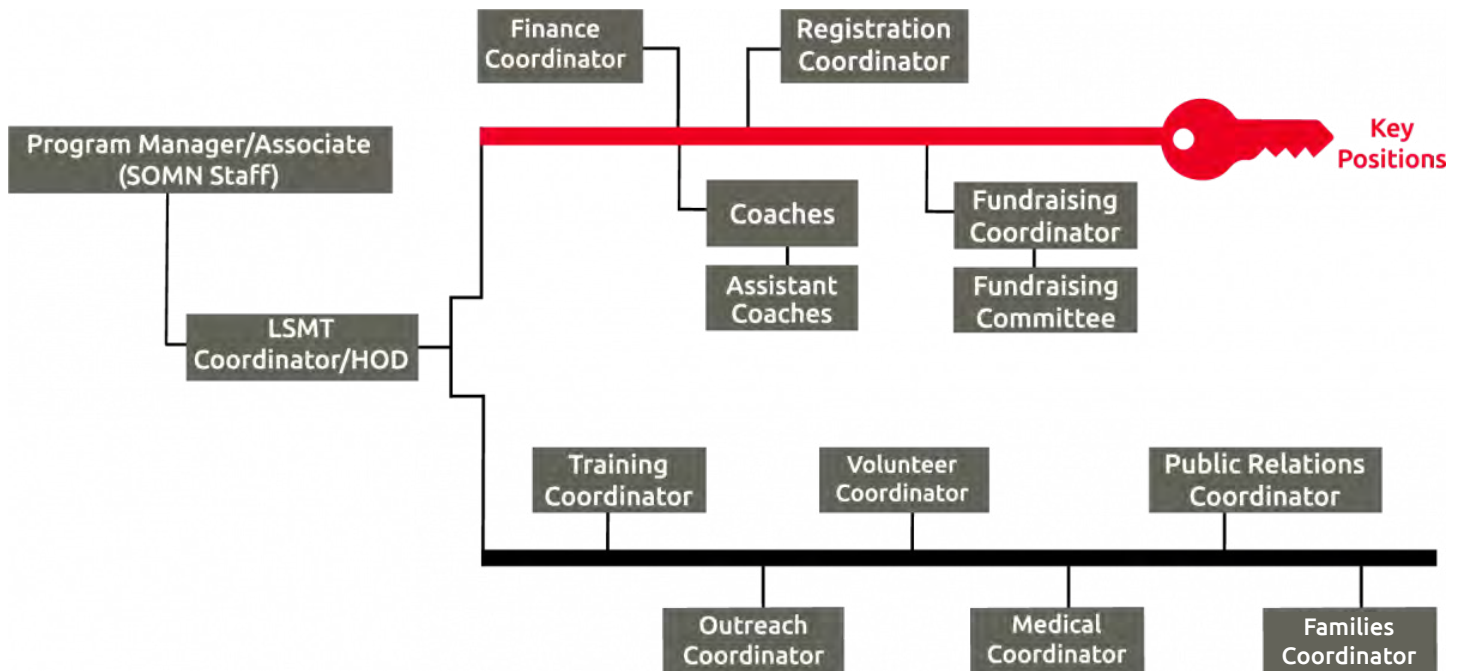 Finance
Coordinator
Registration
Coordinator
Program Manager/Associate
(SOMN Staff)
Key
Positions
Coaches
Fundraising
Coordinator
Assistant
Coaches
Fundraising
Committee
LSMT
Coordinator/HOD
Training
Coordinator
Volunteer
Coordinator
Public Relations
Coordinator
Outreach
Coordinator
Medical
Coordinator
Families
Coordinator